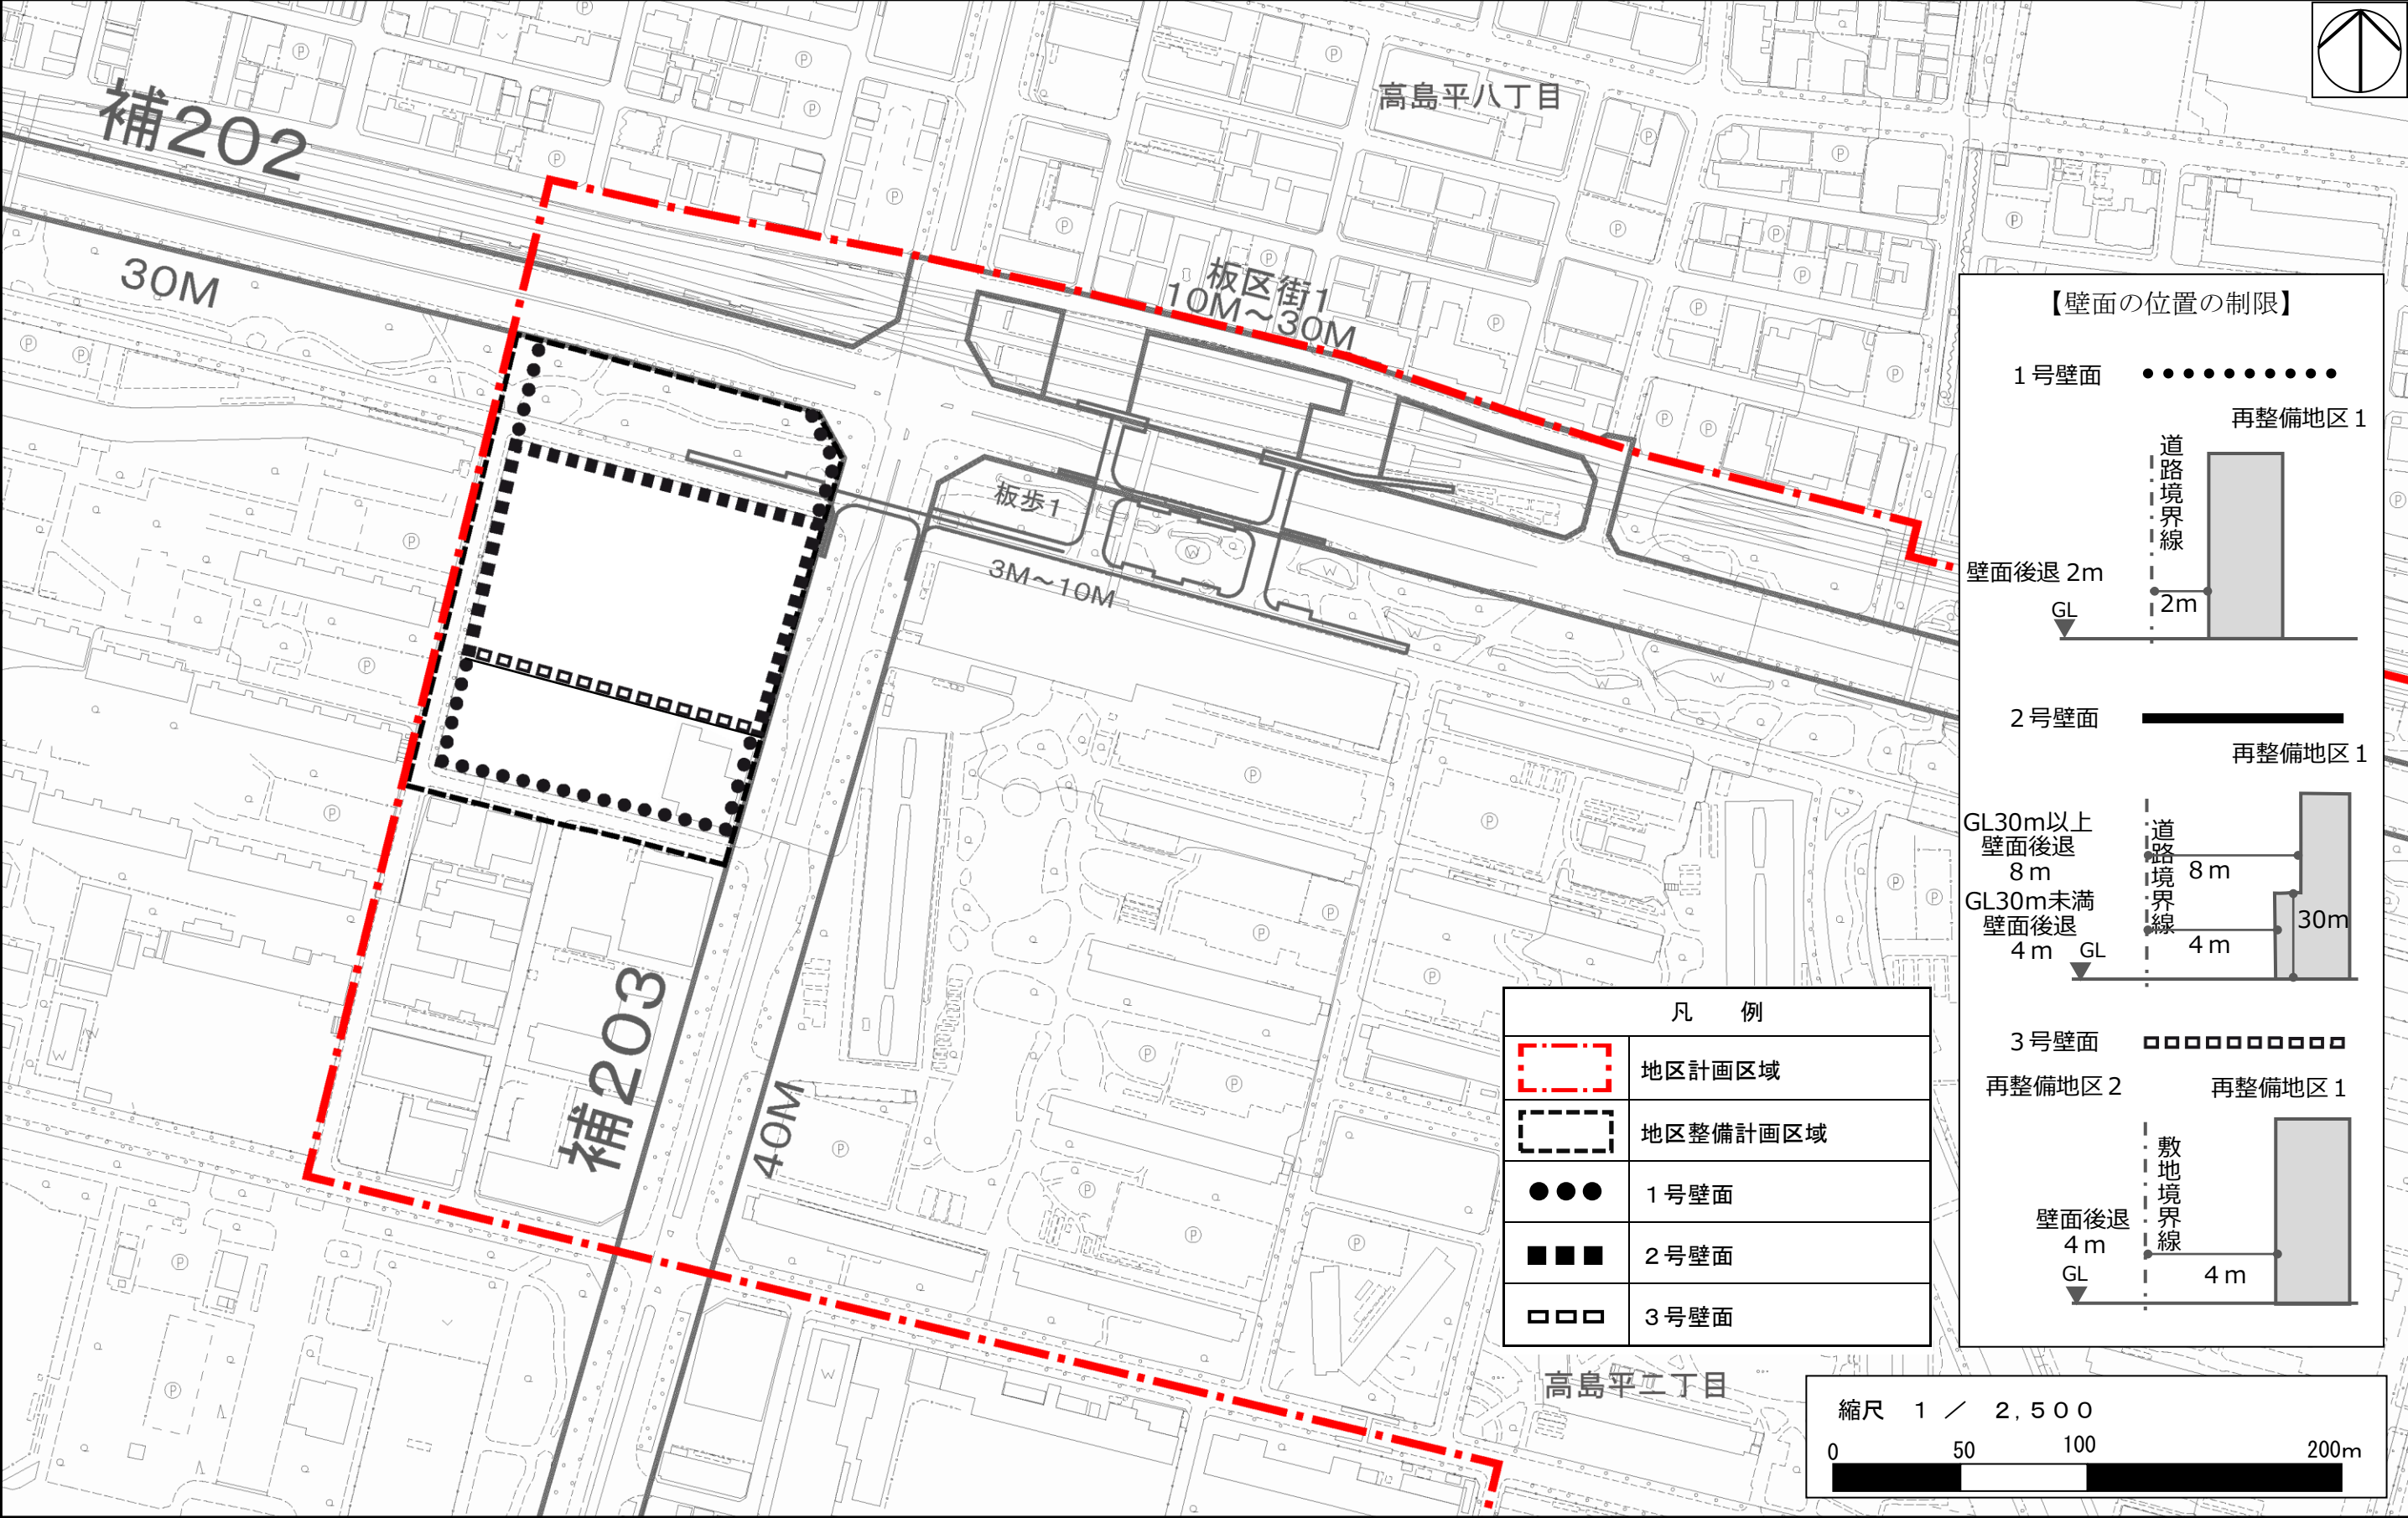 高島平八丁目
補202
30M
板区街1
10M～30M
板歩1
3M～10M
補203
40M
高島平二丁目
【壁面の位置の制限】
１号壁面
再整備地区１
道路境界線
壁面後退 2m
2m
GL
２号壁面
再整備地区１
GL30m以上
壁面後退
８ｍ
道路境界線
８ｍ
GL30m未満
壁面後退
４ｍ
30m
４ｍ
GL
３号壁面
再整備地区２
再整備地区１
敷地境界線
壁面後退
４ｍ
４ｍ
GL
凡　例
地区計画区域
地区整備計画区域
１号壁面
２号壁面
３号壁面
縮尺　１　／　２，５００
0
50
100
200m